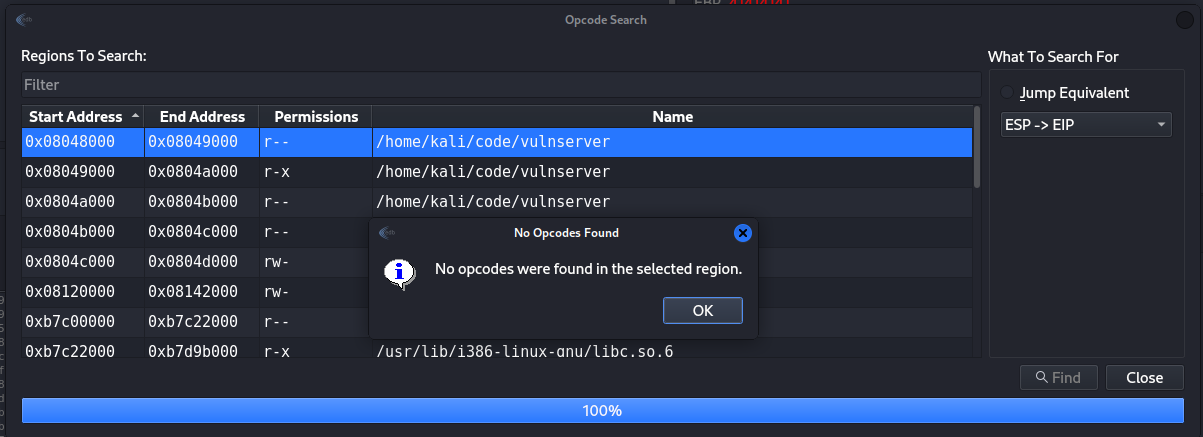 EBP 41414141
Opcode Search
Regions To Search:
What To Search For
Filter
Jump Equivalent
Start Address End Address Permissions Name
ESP -> EIP
0x08048000 0x08049000 r-- /home/kali/code/vulnserver
0x08049000 0x0804a000 r-x /home/kali/code/vulnserver
0x0804a000 0x0804b000 r-- /home/kali/code/vulnserver
0x0804b000 0x0804c000 r--
0x0804c000 0x0804d000 rw-
0x08120000 0x08142000 rw-
0xb7c00000 0xb7c22000 r--
0xb7c22000 0xb7d9b000 r-x /usr/lib/i386-linux-gnu/libc.so.6
No Opcodes Found
No opcodes were found in the selected region.
OK
Find Close
100%